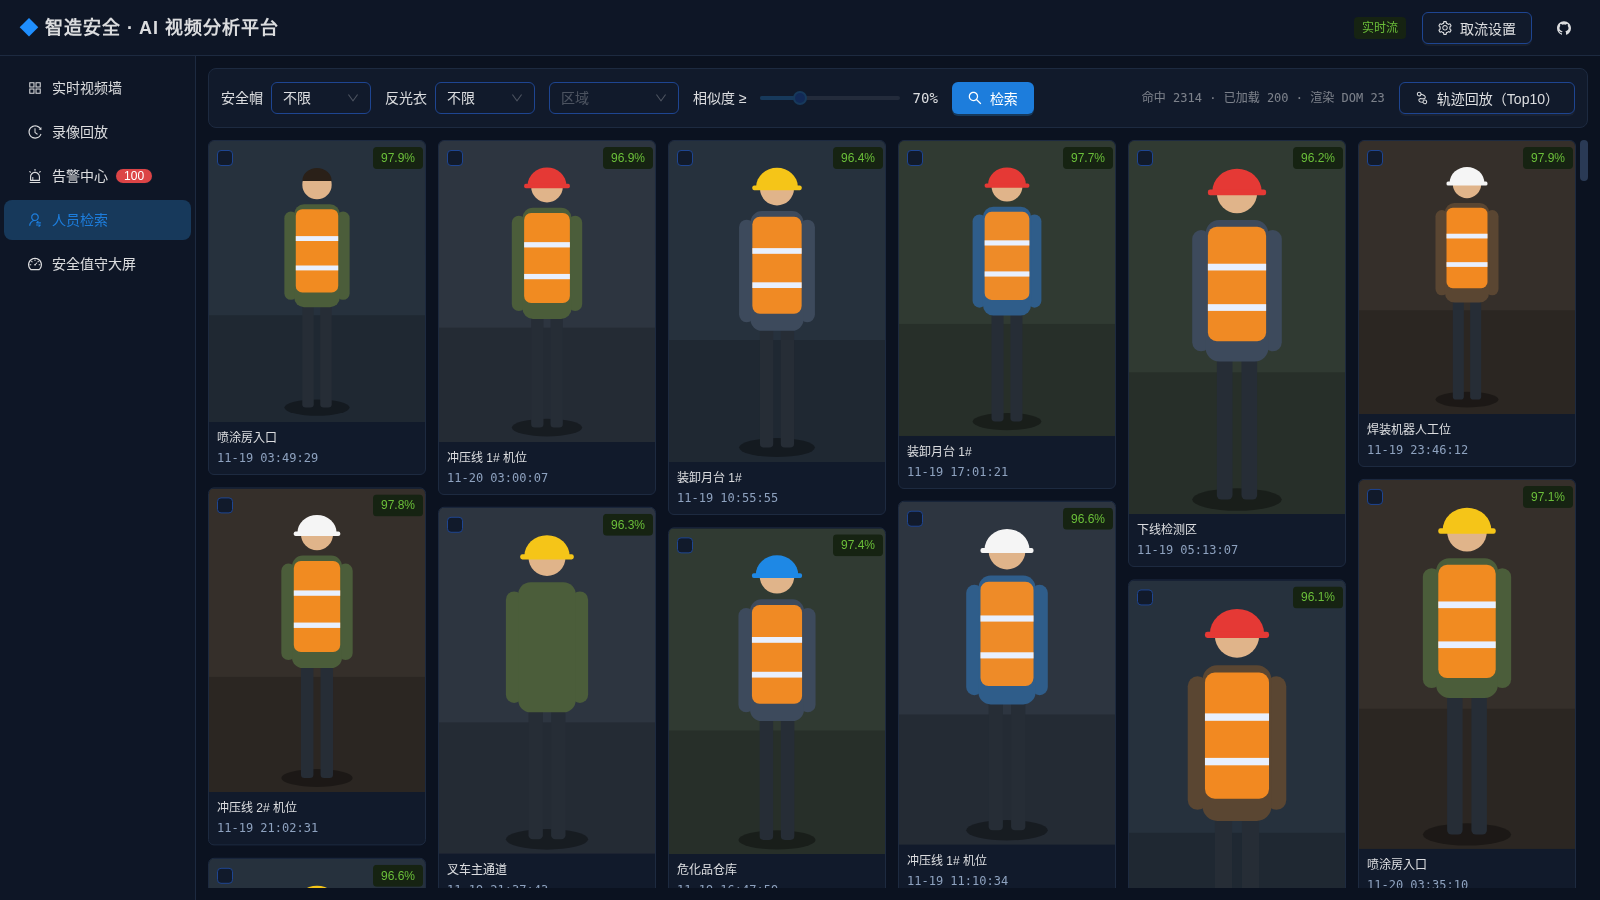 智造安全 · AI 视频分析平台
实时流
取流设置
实时视频墙
录像回放
告警中心 100
人员检索
安全值守大屏
安全帽 不限 反光衣 不限 区域 相似度 ≥ 70% 检索
命中 2314 · 已加载 200 · 渲染 DOM 23
轨迹回放（Top10）
97.9%
喷涂房入口
11-19 03:49:29
96.9%
冲压线 1# 机位
11-20 03:00:07
96.4%
装卸月台 1#
11-19 10:55:55
97.7%
装卸月台 1#
11-19 17:01:21
96.2%
下线检测区
11-19 05:13:07
97.9%
焊装机器人工位
11-19 23:46:12
97.8%
冲压线 2# 机位
11-19 21:02:31
96.3%
叉车主通道
97.4%
危化品仓库
96.6%
冲压线 1# 机位
11-19 11:10:34
96.1%
97.1%
喷涂房入口
11-20 03:35:10
96.6%